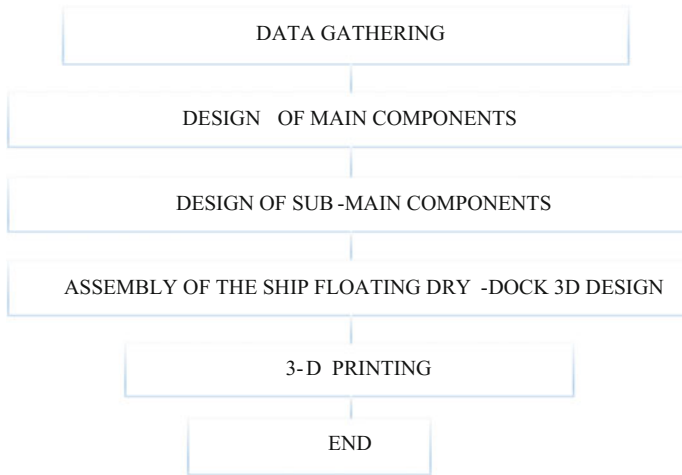 DATA GATHERING
DESIGN OF MAIN COMPONENTS
DESIGN OF SUB-MAIN COMPONENTS
ASSEMBLY OF THE SHIP FLOATING DRY-DOCK 3D DESIGN
3-D PRINTING
END